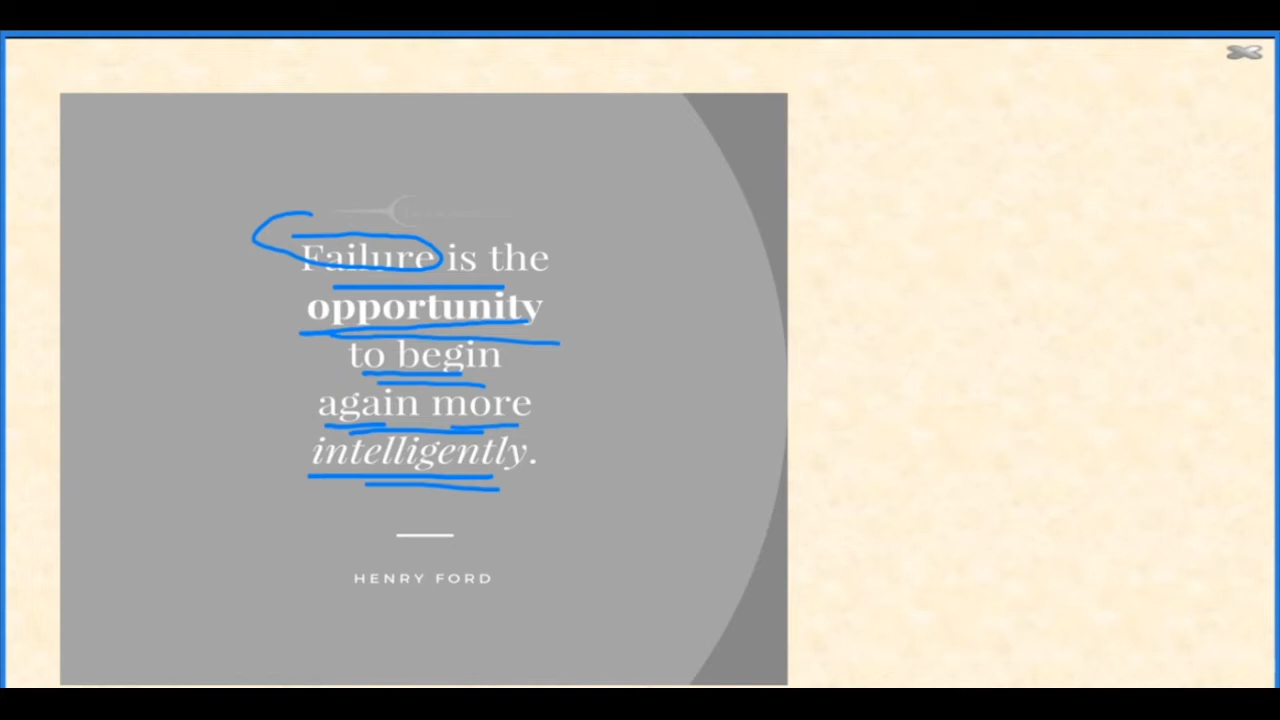 Failure is the
opportunity
to begin
again more
intelligently.
HENRY FORD